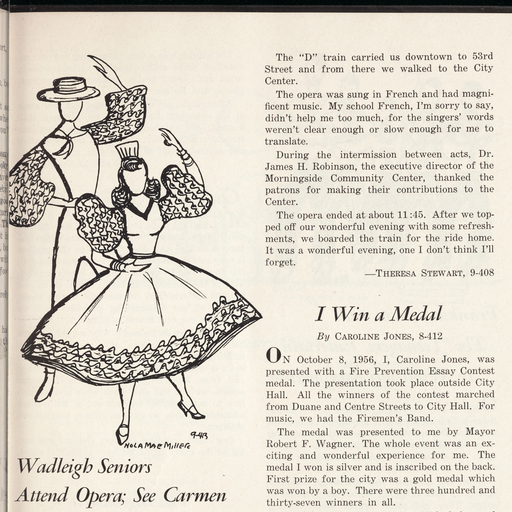 9-413
NOLA MAE MILLER
Wadleigh Seniors
Attend Opera; See Carmen
The "D" train carried us downtown to 53rd
Street and from there we walked to the City
Center.
The opera was sung in French and had magni-
ficent music. My school French, I'm sorry to say,
didn't help me too much, for the singers' words
weren't clear enough or slow enough for me to
translate.
During the intermission between acts, Dr.
James H. Robinson, the executive director of the
Morningside Community Center, thanked the
patrons for making their contributions to the
Center.
The opera ended at about 11:45. After we top-
ped off our wonderful evening with some refresh-
ments, we boarded the train for the ride home.
It was a wonderful evening, one I don't think I'll
forget.
—THERESA STEWART, 9-408
I Win a Medal
By CAROLINE JONES, 8-412
ON October 8, 1956, I, Caroline Jones, was
presented with a Fire Prevention Essay Contest
medal. The presentation took place outside City
Hall. All the winners of the contest marched
from Duane and Centre Streets to City Hall. For
music, we had the Firemen's Band.
The medal was presented to me by Mayor
Robert F. Wagner. The whole event was an ex-
citing and wonderful experience for me. The
medal I won is silver and is inscribed on the back.
First prize for the city was a gold medal which
was won by a boy. There were three hundred and
thirty-seven winners in all.